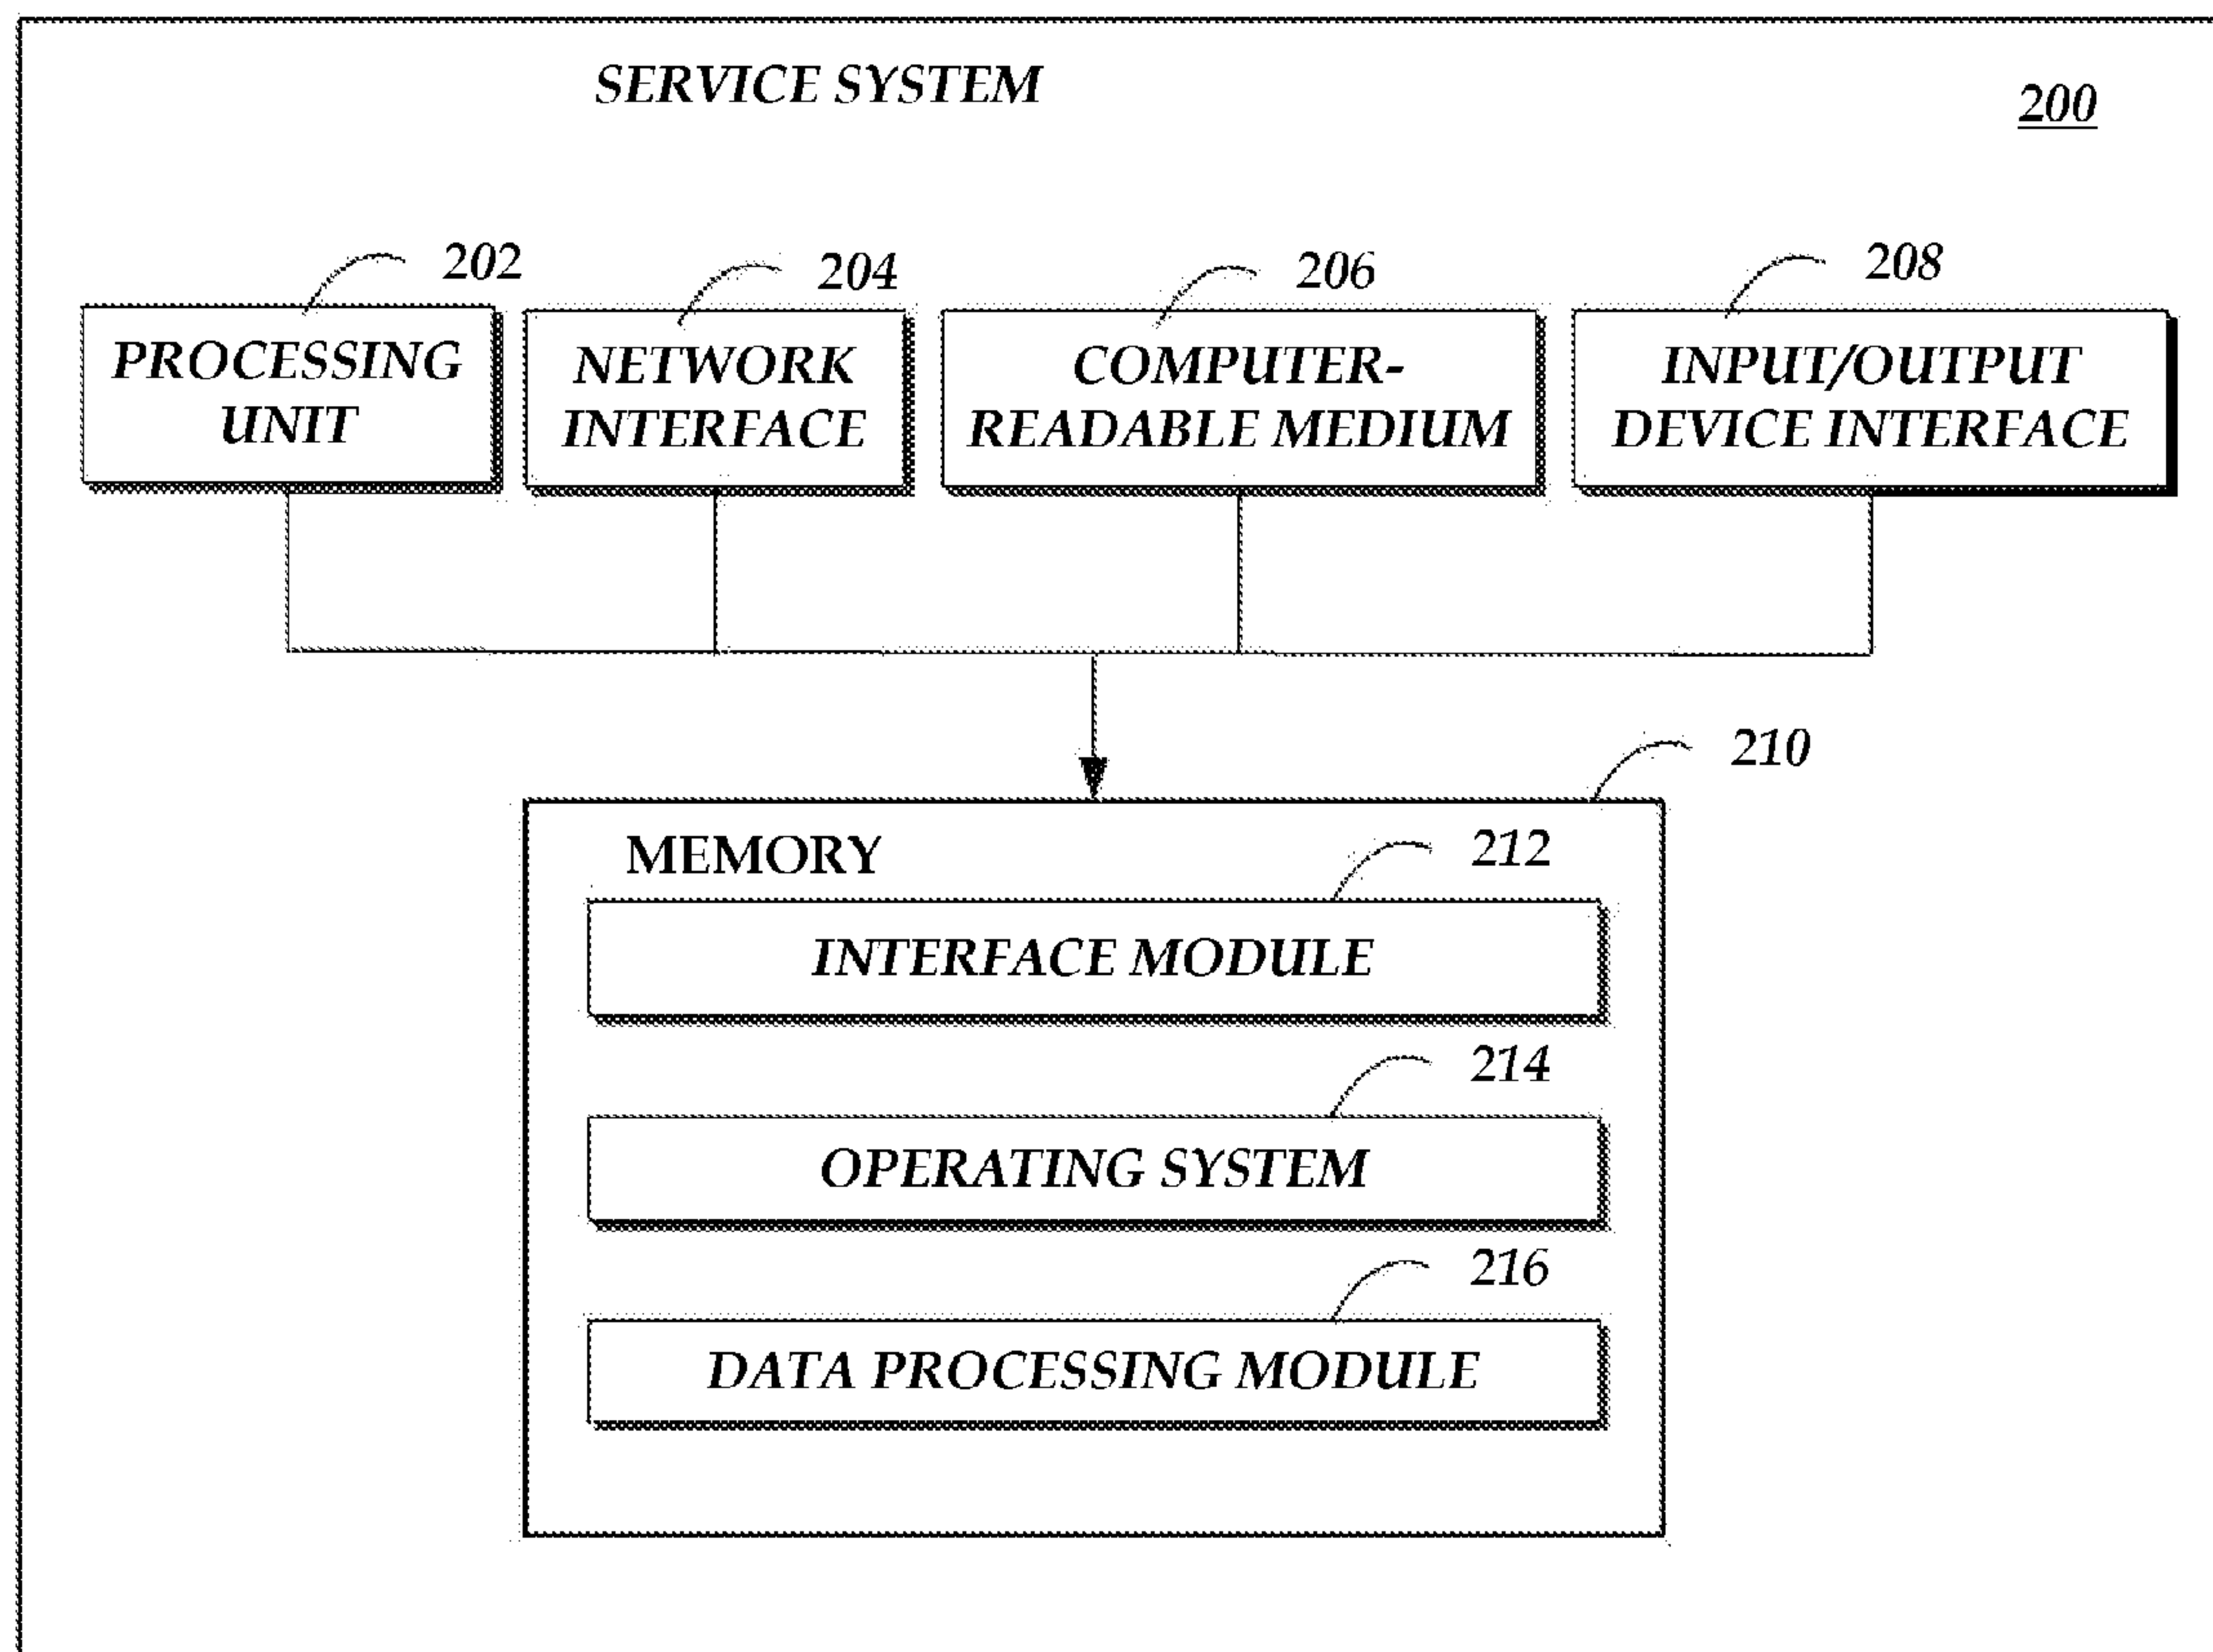 SERVICE SYSTEM
200
202
204
206
208
PROCESSING
UNIT
NETWORK
INTERFACE
COMPUTER-
READABLE MEDIUM
INPUT/OUTPUT
DEVICE INTERFACE
210
MEMORY
212
INTERFACE MODULE
214
OPERATING SYSTEM
216
DATA PROCESSING MODULE